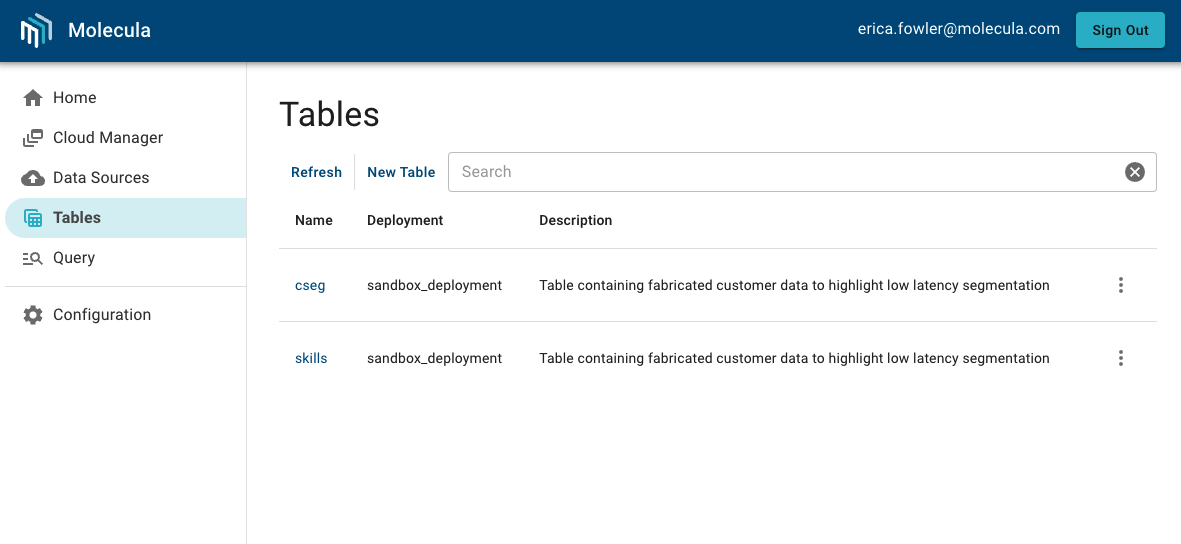 Molecula
erica.fowler@molecula.com
Sign Out
Home
Cloud Manager
Data Sources
Tables
Query
Configuration
Tables
Refresh
New Table
Search
Name Deployment Description
cseg sandbox_deployment Table containing fabricated customer data to highlight low latency segmentation
skills sandbox_deployment Table containing fabricated customer data to highlight low latency segmentation